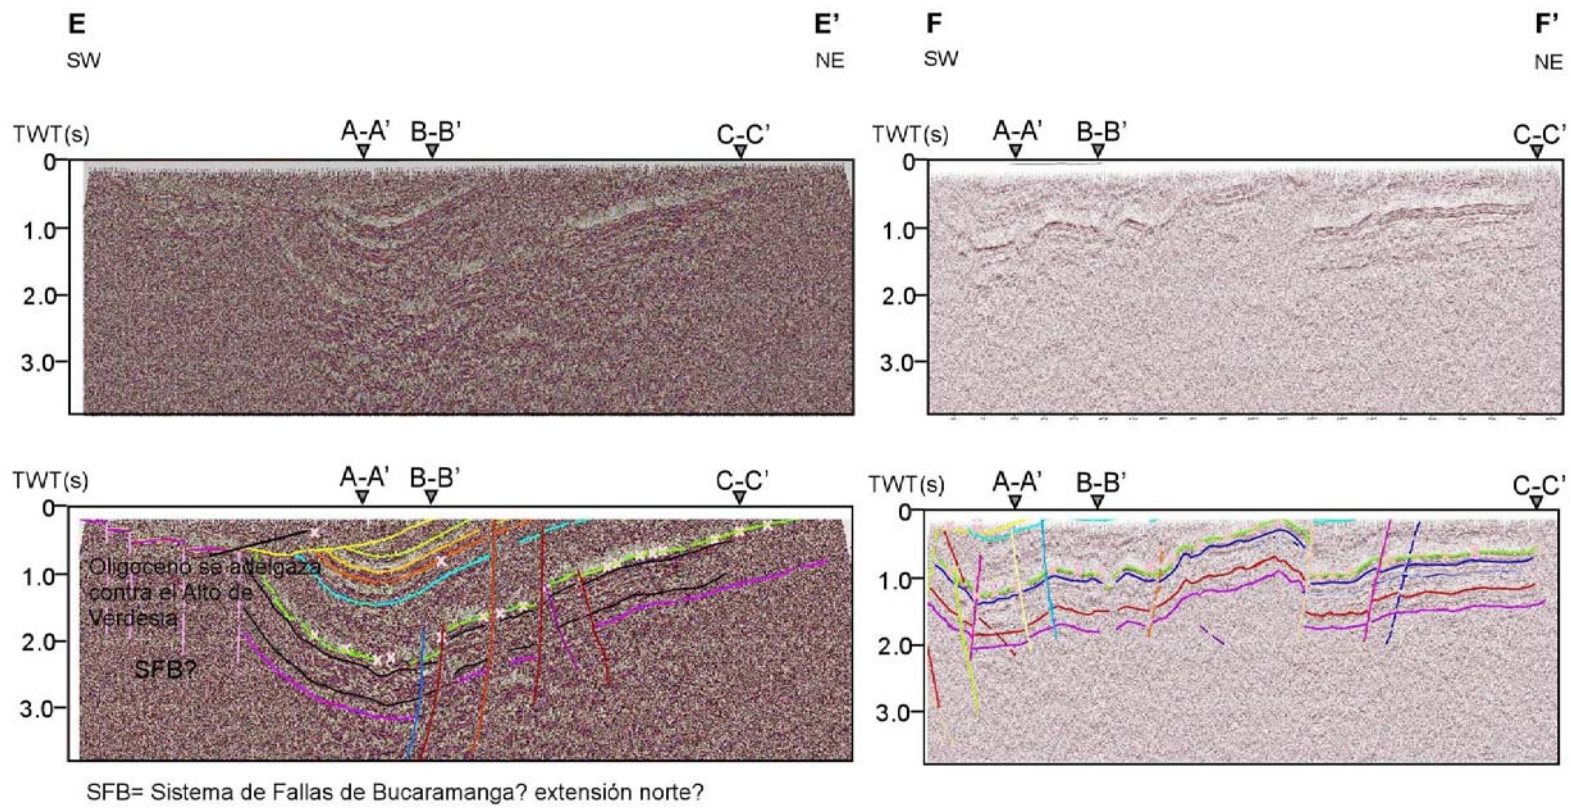 E E' F F'
SW NE SW NE
TWT(s) A-A' B-B' C-C' TWT(s) A-A' B-B' C-C'
0 0
1.0 1.0
2.0 2.0
3.0 3.0
TWT(s) A-A' B-B' C-C' TWT(s) A-A' B-B' C-C'
0 0
1.0 1.0
Oligoceno se adelgaza
contra el Alto de
Verdesia
2.0 2.0
SFB?
3.0 3.0
SFB= Sistema de Fallas de Bucaramanga? extensión norte?